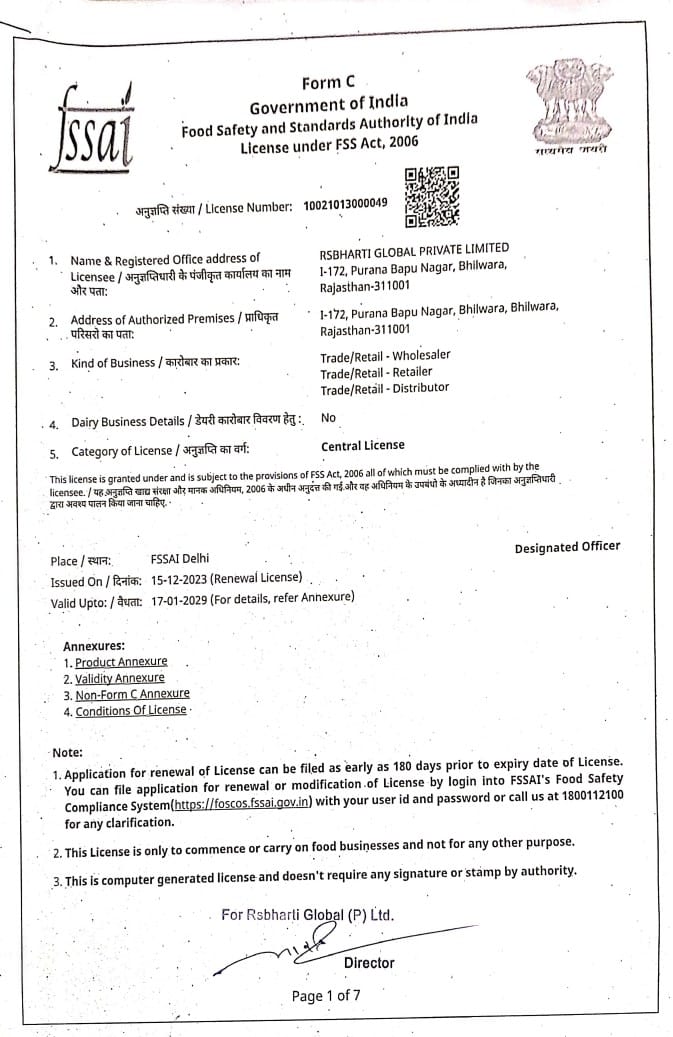 fssai
Form C
Government of India
Food Safety and Standards Authority of India
License under FSS Act, 2006
सत्यमेव जयते
अनुज्ञप्ति संख्या / License Number: 10021013000049
1. Name & Registered Office address of
Licensee / अनुज्ञप्तिधारी के पंजीकृत कार्यालय का नाम
और पता:
RSBHARTI GLOBAL PRIVATE LIMITED
I-172, Purana Bapu Nagar, Bhilwara,
Rajasthan-311001
2. Address of Authorized Premises / प्राधिकृत
परिसरो का पता:
I-172, Purana Bapu Nagar, Bhilwara, Bhilwara,
Rajasthan-311001
3. Kind of Business / कारोबार का प्रकार:
Trade/Retail - Wholesaler
Trade/Retail - Retailer
Trade/Retail - Distributor
4. Dairy Business Details / डेयरी कारोबार विवरण हेतु :
No
5. Category of License / अनुज्ञप्ति का वर्ग:
Central License
This license is granted under and is subject to the provisions of FSS Act, 2006 all of which must be complied with by the
licensee. / यह अनुज्ञप्ति खाद्य संरक्षा और मानक अधिनियम, 2006 के अधीन अनुदत्त की गई और वह अधिनियम के उपबंधो के अध्यादीन है जिनका अनुज्ञप्तिधारी
द्वारा अवश्य पालन किया जाना चाहिए.
Designated Officer
Place / स्थान: FSSAI Delhi
Issued On / दिनांक: 15-12-2023 (Renewal License)
Valid Upto: / वैधता: 17-01-2029 (For details, refer Annexure)
Annexures:
1. Product Annexure
2. Validity Annexure
3. Non-Form C Annexure
4. Conditions Of License
Note:
1. Application for renewal of License can be filed as early as 180 days prior to expiry date of License.
You can file application for renewal or modification of License by login into FSSAI's Food Safety
Compliance System(https://foscos.fssai.gov.in) with your user id and password or call us at 1800112100
for any clarification.
2. This License is only to commence or carry on food businesses and not for any other purpose.
3. This is computer generated license and doesn't require any signature or stamp by authority.
For Rsbharti Global (P) Ltd.
Director
Page 1 of 7